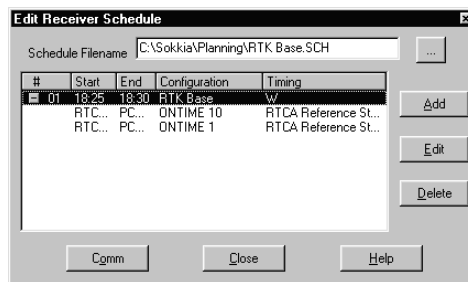 Edit Receiver Schedule
Schedule Filename C:\Sokkia\Planning\RTK Base.SCH ...
# Start End Configuration Timing
01 18:25 18:30 RTK Base W
RTC... PC... ONTIME 10 RTCA Reference St...
RTC... PC... ONTIME 1 RTCA Reference St...
Add
Edit
Delete
Comm Close Help